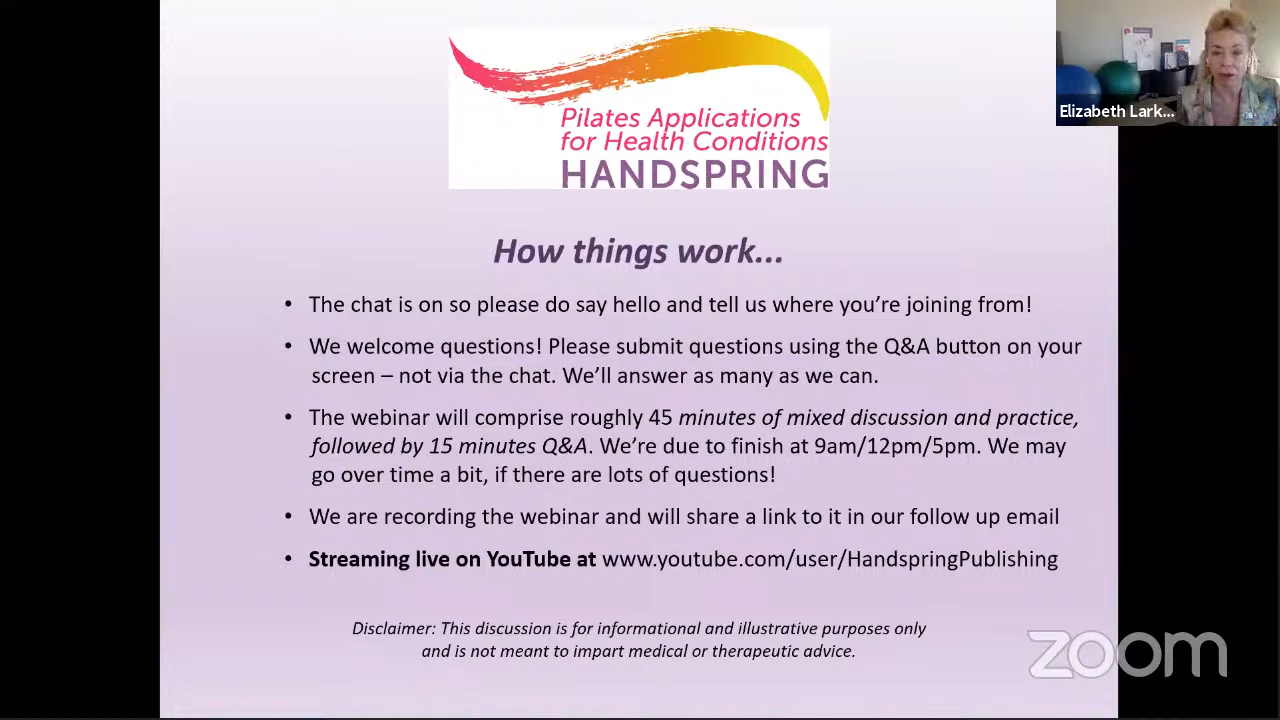 Pilates Applications
for Health Conditions
HANDSPRING
Elizabeth Lark...
How things work...
• The chat is on so please do say hello and tell us where you're joining from!
• We welcome questions! Please submit questions using the Q&A button on your
screen – not via the chat. We'll answer as many as we can.
• The webinar will comprise roughly 45 minutes of mixed discussion and practice,
followed by 15 minutes Q&A. We're due to finish at 9am/12pm/5pm. We may
go over time a bit, if there are lots of questions!
• We are recording the webinar and will share a link to it in our follow up email
• Streaming live on YouTube at www.youtube.com/user/HandspringPublishing
Disclaimer: This discussion is for informational and illustrative purposes only
and is not meant to impart medical or therapeutic advice.
zoom